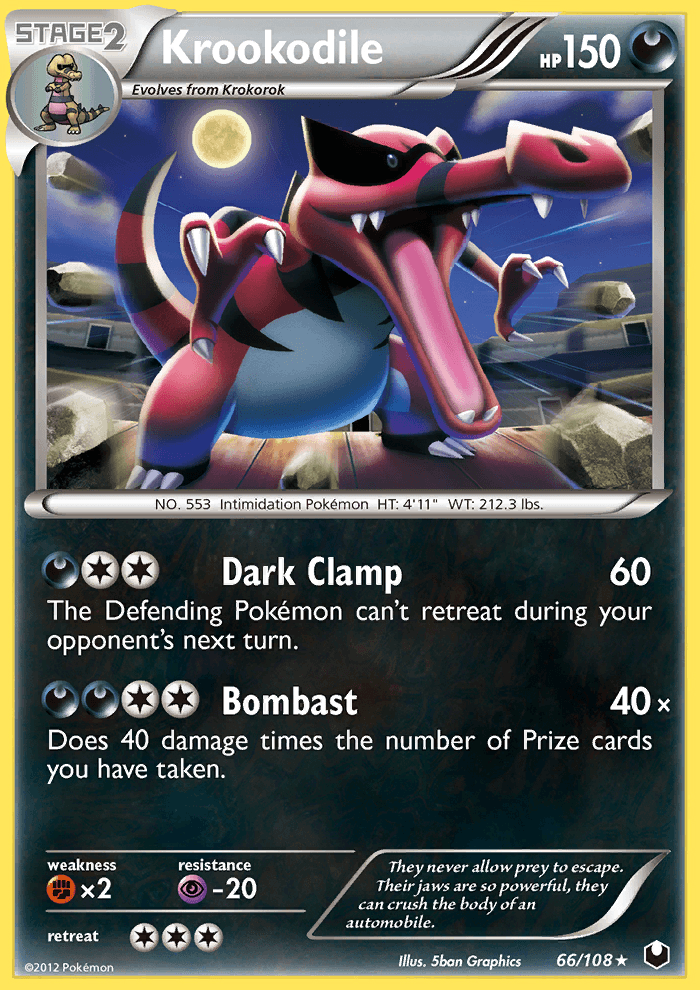 STAGE2
Krookodile
HP150
Evolves from Krokorok
NO. 553 Intimidation Pokémon HT: 4'11" WT: 212.3 lbs.
Dark Clamp 60
The Defending Pokémon can't retreat during your
opponent's next turn.
Bombast 40×
Does 40 damage times the number of Prize cards
you have taken.
weakness
×2
resistance
-20
retreat
They never allow prey to escape.
Their jaws are so powerful, they
can crush the body of an
automobile.
©2012 Pokémon
Illus. 5ban Graphics
66/108★